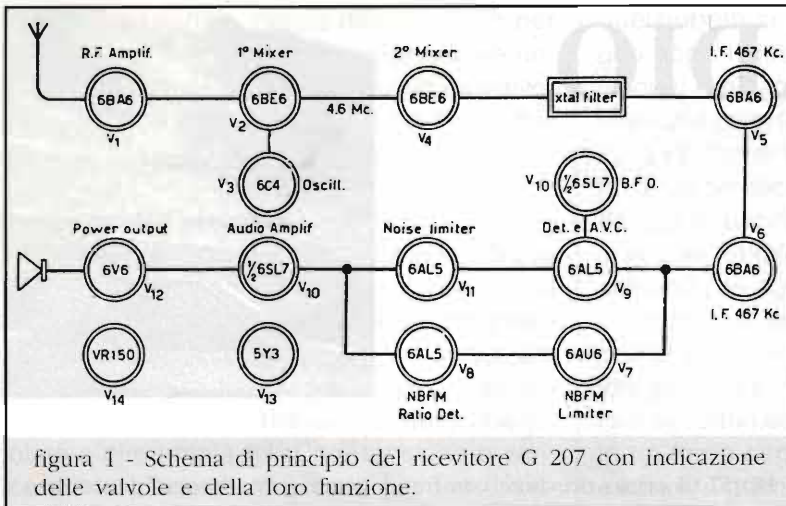 R.F. Amplif.
1° Mixer
2° Mixer
I.F. 467 Kc.
6BA6
6BE6
4.6 Mc.
6BE6
xtal filter
6BA6
V1
V2
V4
V5
V3
6C4
Oscill.
V10
½6SL7
B.F.O.
Power output
Audio Amplif
Noise limiter
Det. e A.V.C.
V6
6V6
½6SL7
6AL5
6AL5
6BA6
V12
V10
V11
V9
I.F. 467 Kc
VR150
5Y3
6AL5
6AU6
V14
V13
V8
V7
NBFM
Ratio Det.
NBFM
Limiter
figura 1 - Schema di principio del ricevitore G 207 con indicazione
delle valvole e della loro funzione.